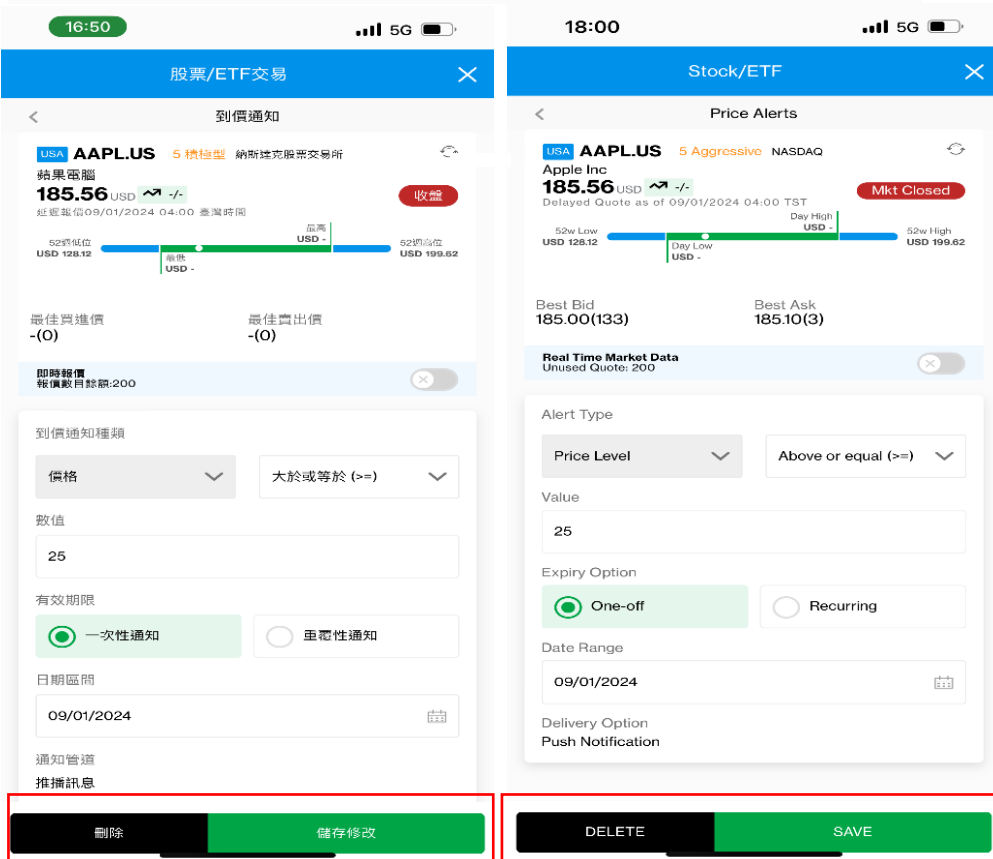 16:50
5G
股票/ETF交易
到價通知
USA AAPL.US 5 積極型 納斯達克股票交易所
蘋果電腦
185.56 USD -/-
收盤
延遲報價09/01/2024 04:00 臺灣時間
最高
USD -
52週低位
USD 128.12
52週高位
USD 199.62
最低
USD -
最佳買進價
-(0)
最佳賣出價
-(0)
即時報價
報價數目餘額:200
到價通知種類
價格
大於或等於 (>=)
數值
25
有效期限
一次性通知
重覆性通知
日期區間
09/01/2024
通知管道
推播訊息
刪除
儲存修改
18:00
5G
Stock/ETF
Price Alerts
USA AAPL.US 5 Aggressive NASDAQ
Apple Inc
185.56 USD -/-
Mkt Closed
Delayed Quote as of 09/01/2024 04:00 TST
Day High
USD -
52w Low
USD 128.12
52w High
USD 199.62
Day Low
USD -
Best Bid
185.00(133)
Best Ask
185.10(3)
Real Time Market Data
Unused Quote: 200
Alert Type
Price Level
Above or equal (>=)
Value
25
Expiry Option
One-off
Recurring
Date Range
09/01/2024
Delivery Option
Push Notification
DELETE
SAVE